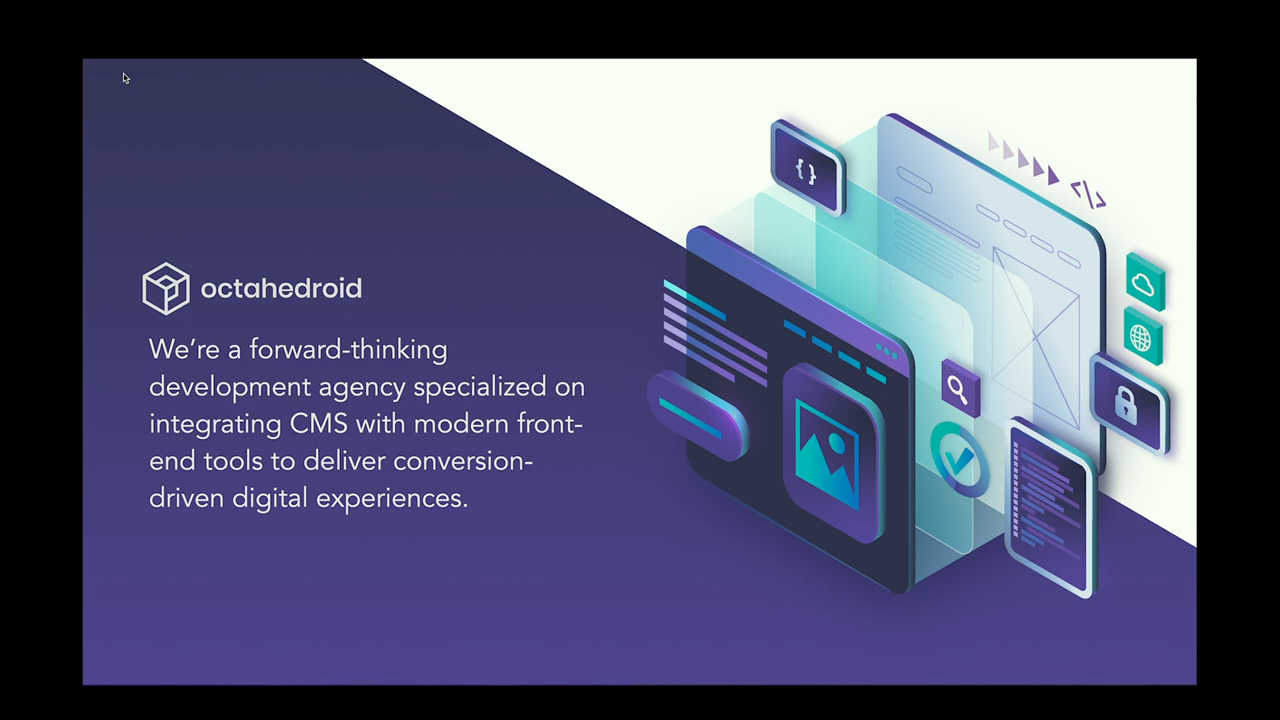 {}
</>
octahedroid
We’re a forward-thinking
development agency specialized on
integrating CMS with modern front-
end tools to deliver conversion-
driven digital experiences.